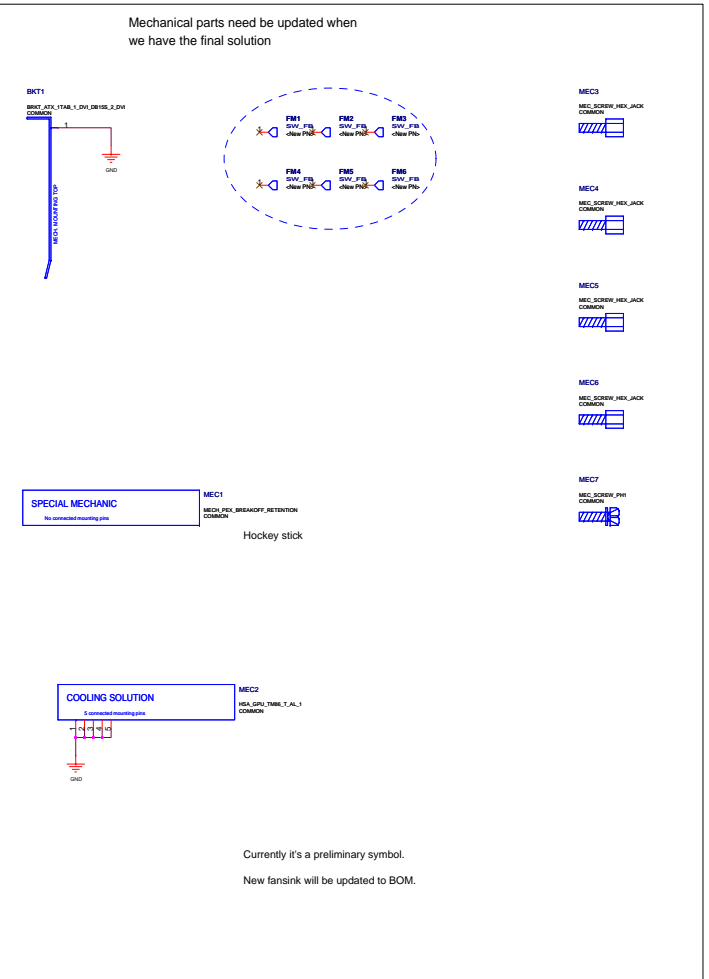 Mechanical parts need be updated when
we have the final solution
BKT1
BRKT_ATX_1TAB_1_DVI_DB15S_2_DVI
COMMON
1
GND
MECH. MOUNTING TOP
FM1
SW_FB
<New PN>
FM2
SW_FB
<New PN>
FM3
SW_FB
<New PN>
FM4
SW_FB
<New PN>
FM5
SW_FB
<New PN>
FM6
SW_FB
<New PN>
MEC3
MEC_SCREW_HEX_JACK
COMMON
MEC4
MEC_SCREW_HEX_JACK
COMMON
MEC5
MEC_SCREW_HEX_JACK
COMMON
MEC6
MEC_SCREW_HEX_JACK
COMMON
MEC7
MEC_SCREW_PH1
COMMON
SPECIAL MECHANIC
No connected mounting pins
MEC1
MECH_PEX_BREAKOFF_RETENTION
COMMON
Hockey stick
COOLING SOLUTION
5 connected mounting pins
MEC2
HSA_GPU_TM86_T_AL_1
COMMON
1 2 3 4 5
GND
Currently it's a preliminary symbol.
New fansink will be updated to BOM.